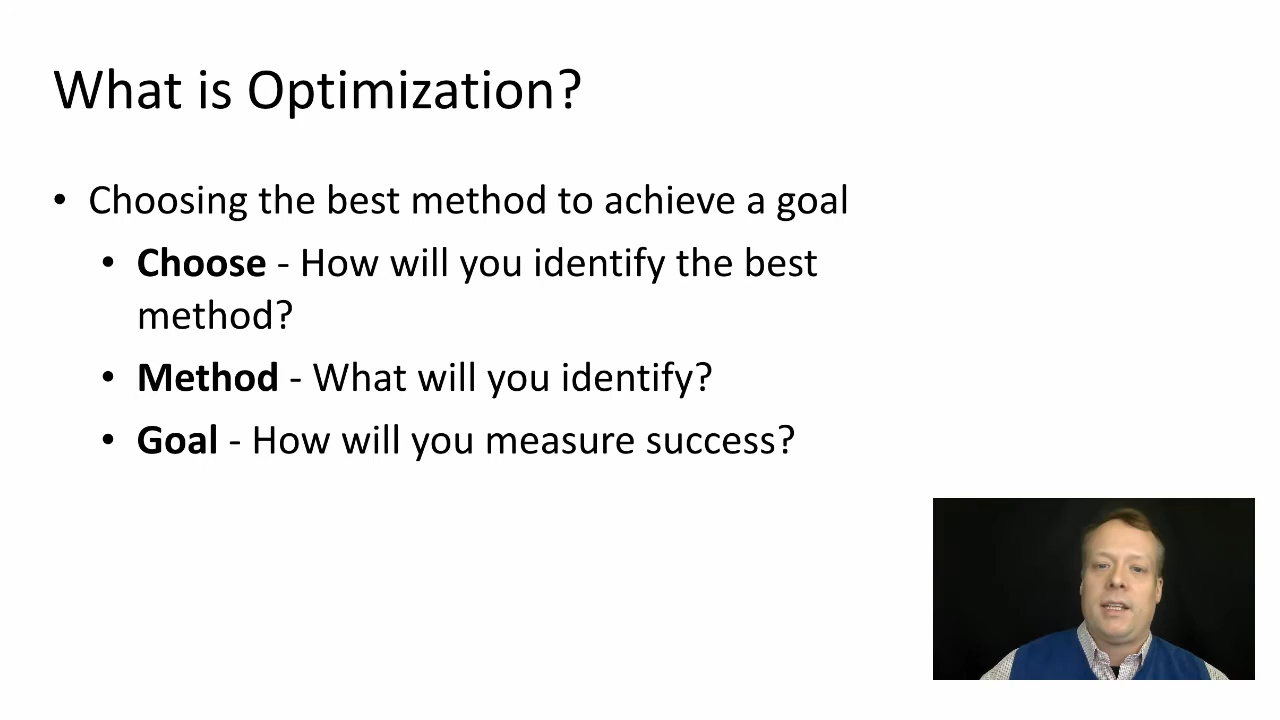 What is Optimization?
• Choosing the best method to achieve a goal
• Choose - How will you identify the best
method?
• Method - What will you identify?
• Goal - How will you measure success?